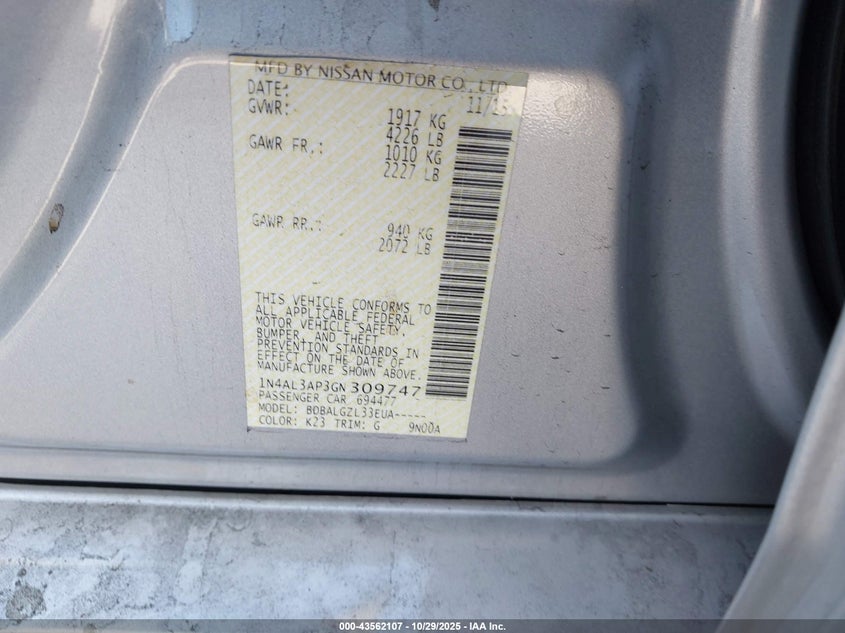 MFD BY NISSAN MOTOR CO., LTD
DATE: 11/15
GVWR: 1917 KG
4226 LB
GAWR FR.: 1010 KG
2227 LB
GAWR RR.: 940 KG
2072 LB
THIS VEHICLE CONFORMS TO
ALL APPLICABLE FEDERAL
MOTOR VEHICLE SAFETY,
BUMPER, AND THEFT
PREVENTION STANDARDS IN
EFFECT ON THE DATE OF
MANUFACTURE SHOWN ABOVE.
1N4AL3AP3GN309747
PASSENGER CAR 694477
MODEL: BDBALGZL33EUA-----
COLOR: K23 TRIM: G 9N00A
000-43562107 - 10/29/2025 - IAA Inc.